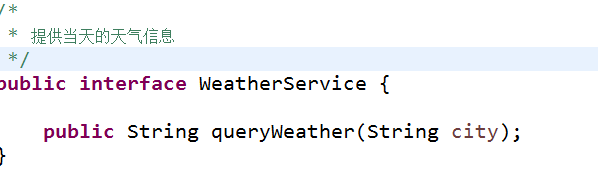 /*
* 提供当天的天气信息
*/
public interface WeatherService {
public String queryWeather(String city);
}